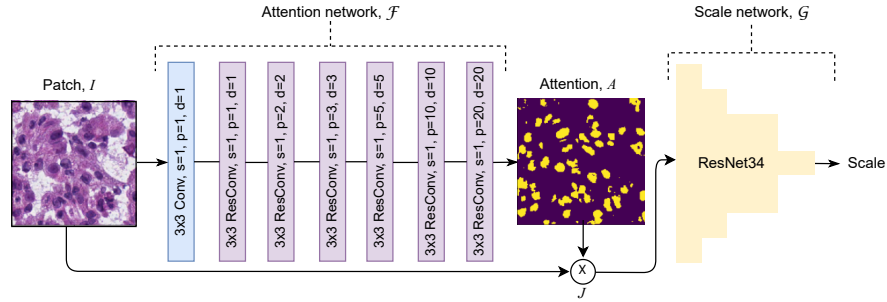 Attention network, ℱ
Scale network, 𝒢
Patch, I
3x3 Conv, s=1, p=1, d=1
3x3 ResConv, s=1, p=1, d=1
3x3 ResConv, s=1, p=2, d=2
3x3 ResConv, s=1, p=3, d=3
3x3 ResConv, s=1, p=5, d=5
3x3 ResConv, s=1, p=10, d=10
3x3 ResConv, s=1, p=20, d=20
Attention, A
ResNet34
Scale
X
J